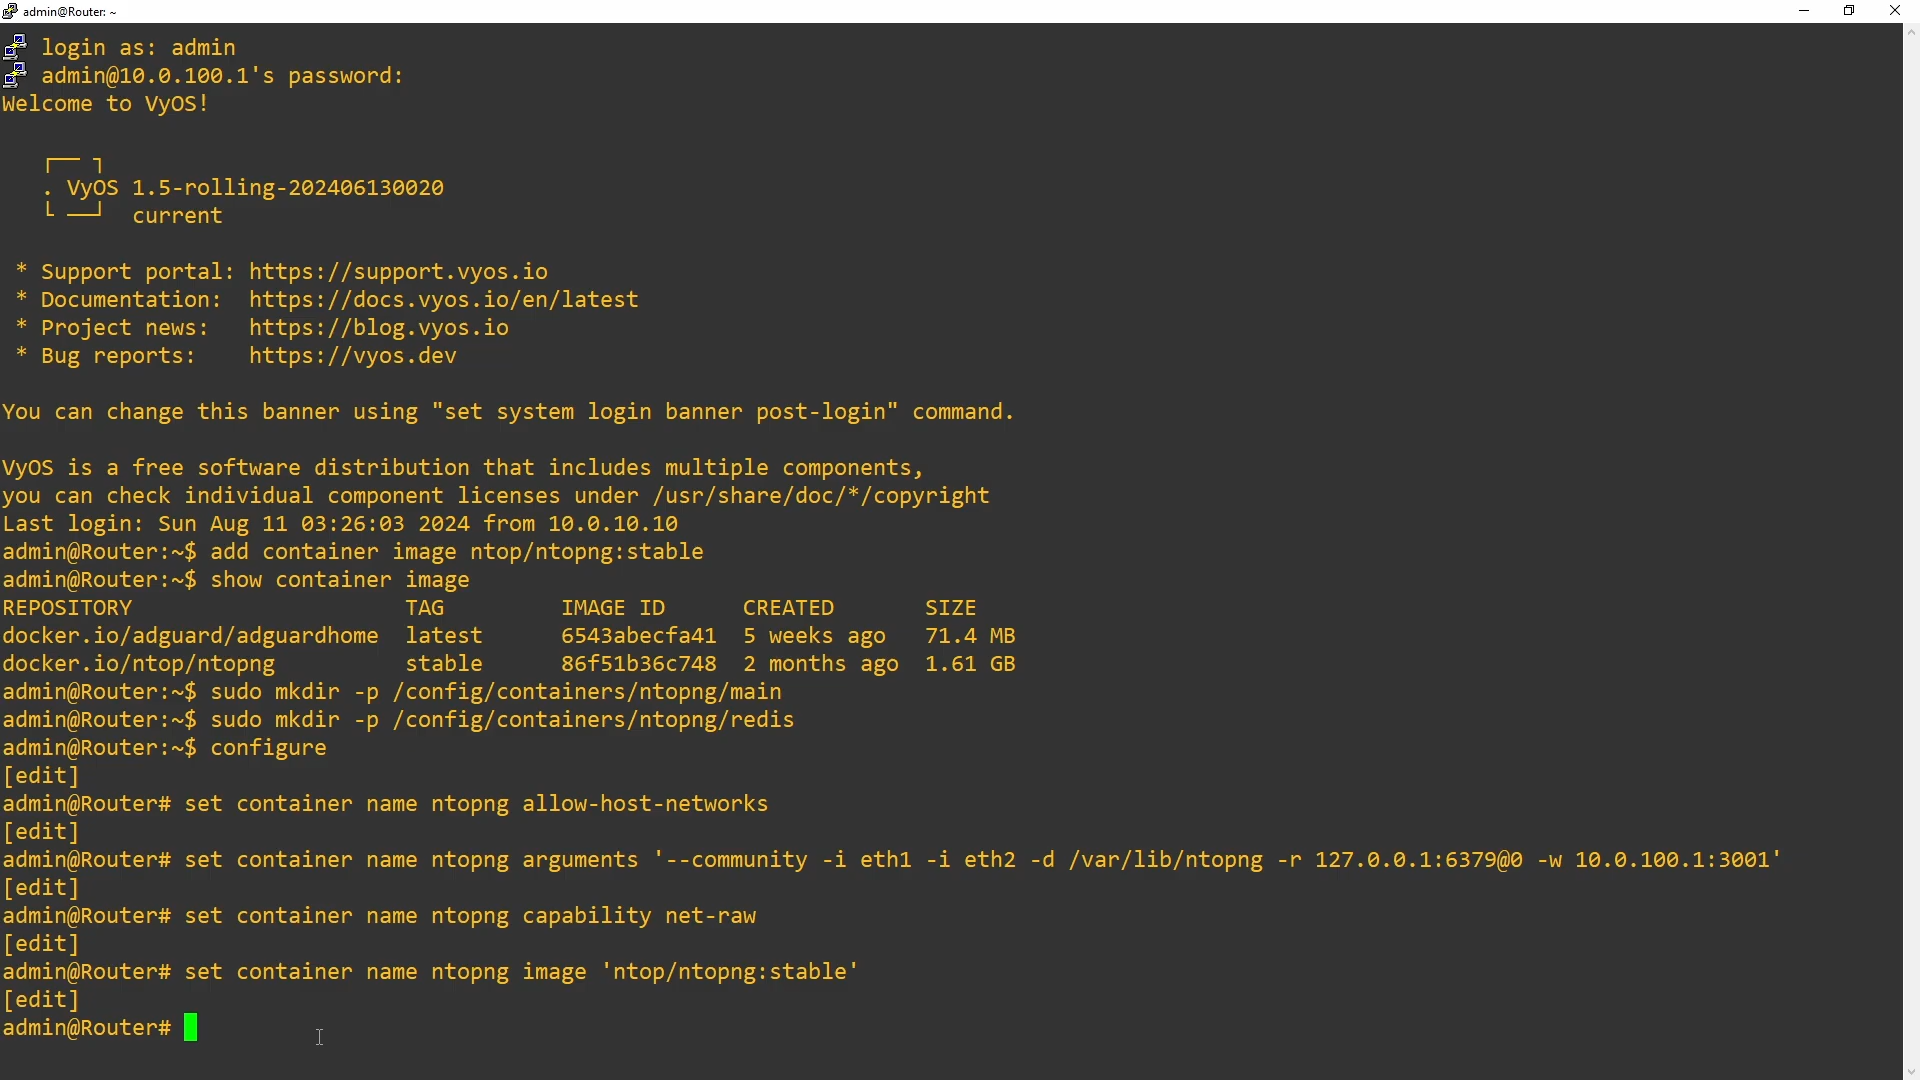 admin@Router: ~
login as: admin
admin@10.0.100.1's password:
Welcome to VyOS!
. VyOS 1.5-rolling-202406130020
current
* Support portal: https://support.vyos.io
* Documentation:  https://docs.vyos.io/en/latest
* Project news:   https://blog.vyos.io
* Bug reports:    https://vyos.dev
You can change this banner using "set system login banner post-login" command.
VyOS is a free software distribution that includes multiple components,
you can check individual component licenses under /usr/share/doc/*/copyright
Last login: Sun Aug 11 03:26:03 2024 from 10.0.10.10
admin@Router:~$ add container image ntop/ntopng:stable
admin@Router:~$ show container image
REPOSITORY                     TAG         IMAGE ID      CREATED       SIZE
docker.io/adguard/adguardhome  latest      6543abecfa41  5 weeks ago   71.4 MB
docker.io/ntop/ntopng          stable      86f51b36c748  2 months ago  1.61 GB
admin@Router:~$ sudo mkdir -p /config/containers/ntopng/main
admin@Router:~$ sudo mkdir -p /config/containers/ntopng/redis
admin@Router:~$ configure
[edit]
admin@Router# set container name ntopng allow-host-networks
[edit]
admin@Router# set container name ntopng arguments '--community -i eth1 -i eth2 -d /var/lib/ntopng -r 127.0.0.1:6379@0 -w 10.0.100.1:3001'
[edit]
admin@Router# set container name ntopng capability net-raw
[edit]
admin@Router# set container name ntopng image 'ntop/ntopng:stable'
[edit]
admin@Router#